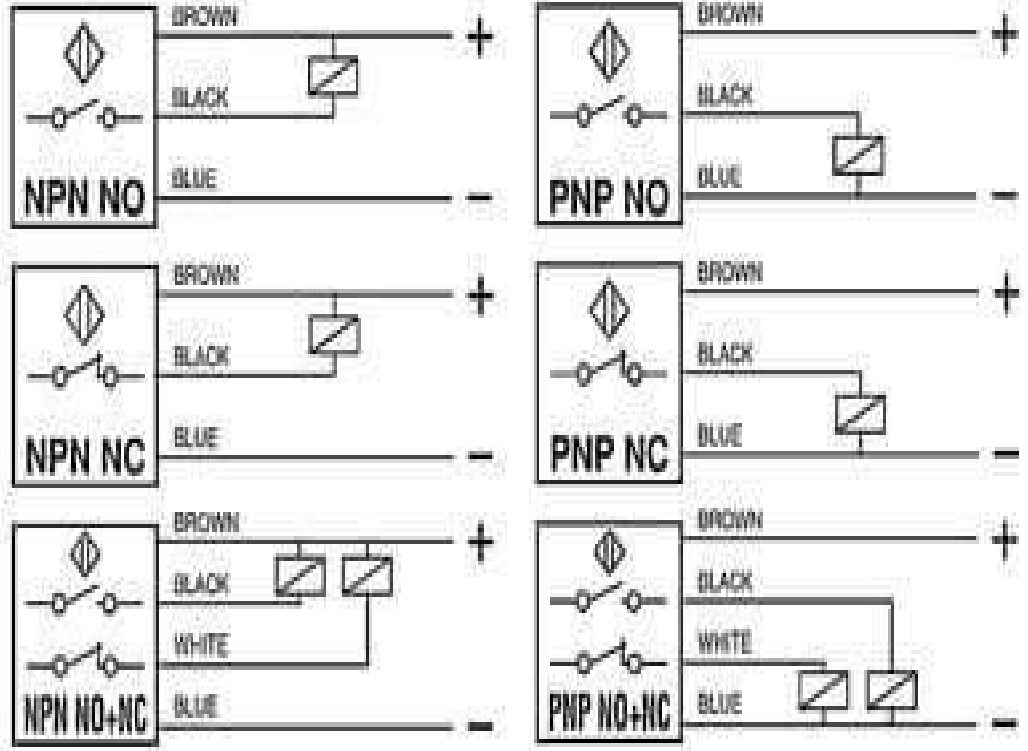 BROWN
+
BLACK
BLUE
NPN NO
−
BROWN
+
BLACK
BLUE
PNP NO
−
BROWN
+
BLACK
BLUE
NPN NC
−
BROWN
+
BLACK
BLUE
PNP NC
−
BROWN
+
BLACK
WHITE
BLUE
NPN NO+NC
−
BROWN
+
BLACK
WHITE
BLUE
PNP NO+NC
−